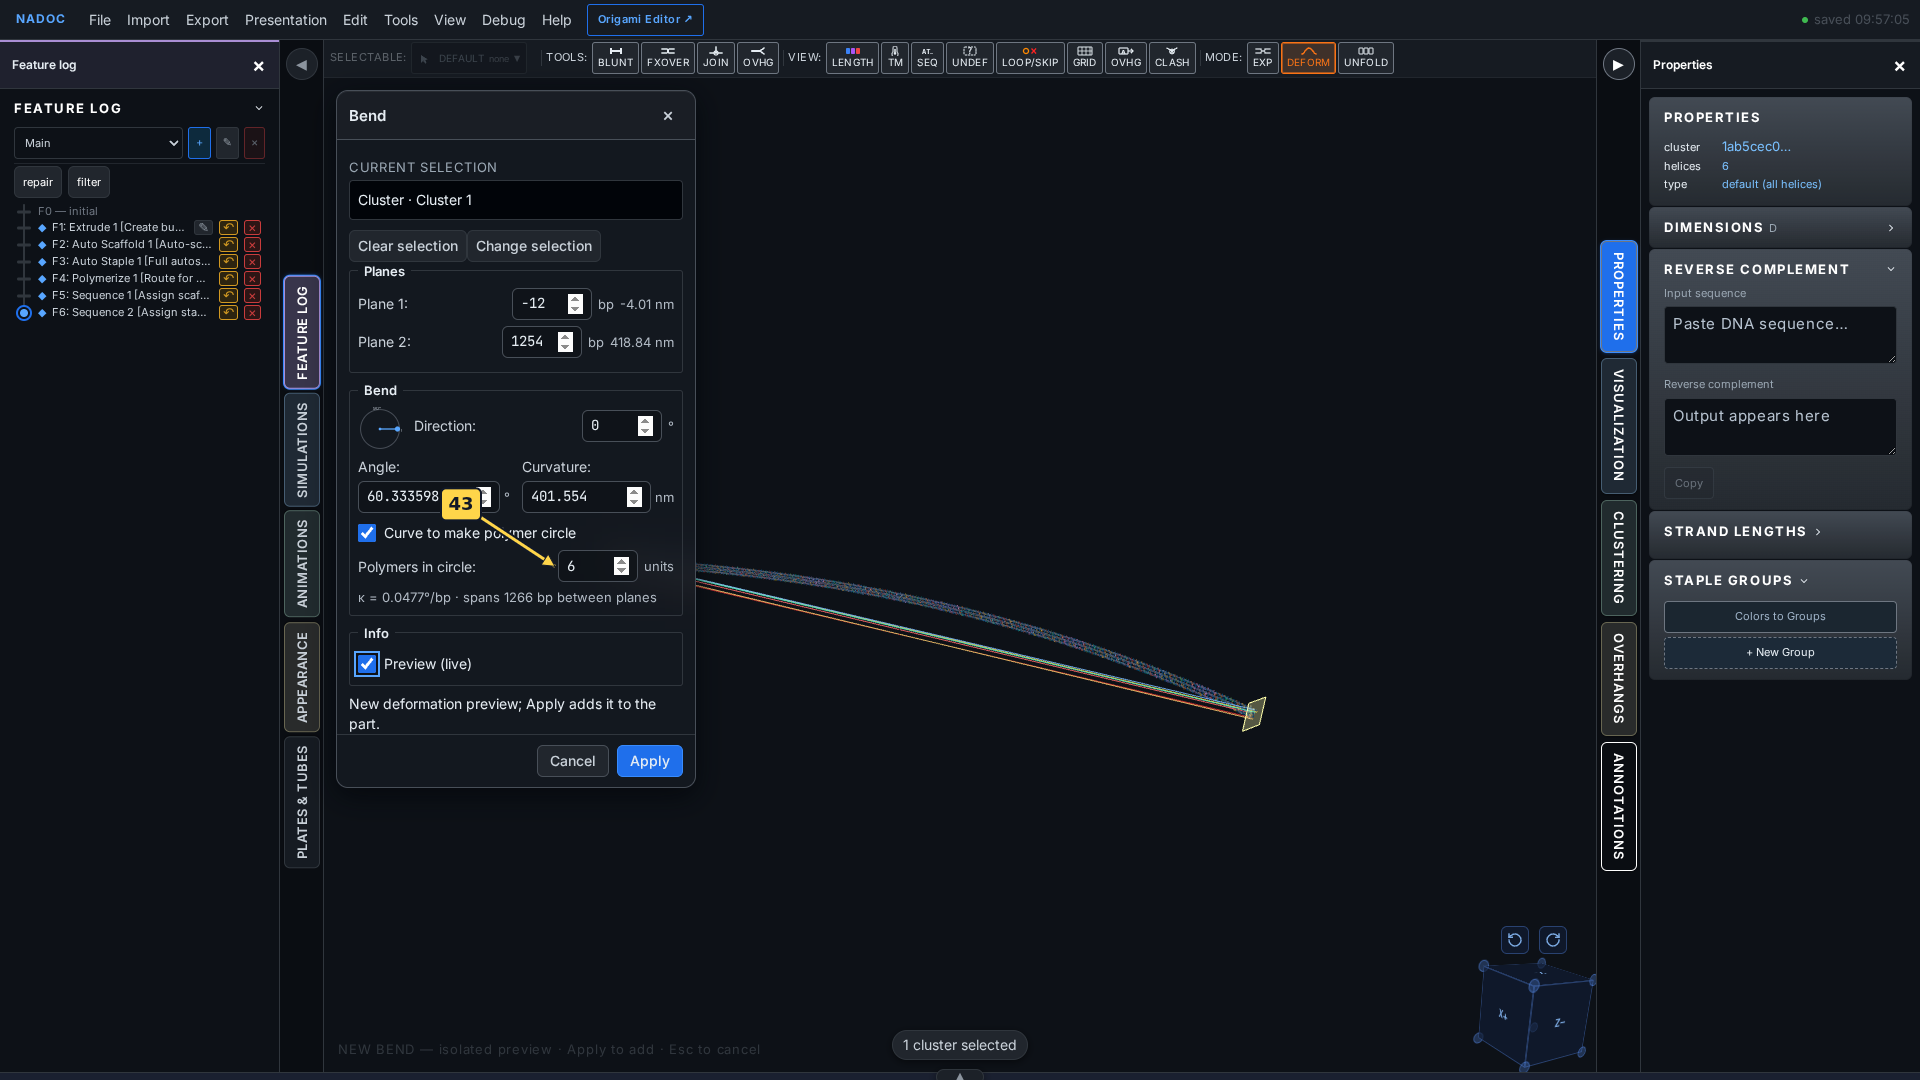 NADOC File Import Export Presentation Edit Tools View Debug Help Origami Editor ↗ saved 09:57:05
Feature log ×
FEATURE LOG
Main + ✎ ×
repair filter
F0 — initial
F1: Extrude 1 [Create bu...
F2: Auto Scaffold 1 [Auto-sc...
F3: Auto Staple 1 [Full autos...
F4: Polymerize 1 [Route for ...
F5: Sequence 1 [Assign scaf...
F6: Sequence 2 [Assign sta...
FEATURE LOG
SIMULATIONS
ANIMATIONS
APPEARANCE
PLATES & TUBES
SELECTABLE: DEFAULT none ▾ TOOLS: BLUNT FXOVER JOIN OVHG VIEW: LENGTH TM SEQ UNDEF LOOP/SKIP GRID OVHG CLASH MODE: EXP DEFORM UNFOLD
Bend ×
CURRENT SELECTION
Cluster · Cluster 1
Clear selection Change selection
Planes
Plane 1: -12 bp -4.01 nm
Plane 2: 1254 bp 418.84 nm
Bend
Direction: 0 °
Angle: Curvature:
60.333598 ° 401.554 nm
43
Curve to make polymer circle
Polymers in circle: 6 units
κ = 0.0477°/bp · spans 1266 bp between planes
Info
Preview (live)
New deformation preview; Apply adds it to the
part.
Cancel Apply
NEW BEND — isolated preview · Apply to add · Esc to cancel
1 cluster selected
X+
Z-
PROPERTIES
VISUALIZATION
CLUSTERING
OVERHANGS
ANNOTATIONS
Properties ×
PROPERTIES
cluster 1ab5cec0...
helices 6
type default (all helices)
DIMENSIONS D
REVERSE COMPLEMENT
Input sequence
Paste DNA sequence...
Reverse complement
Output appears here
Copy
STRAND LENGTHS
STAPLE GROUPS
Colors to Groups
+ New Group